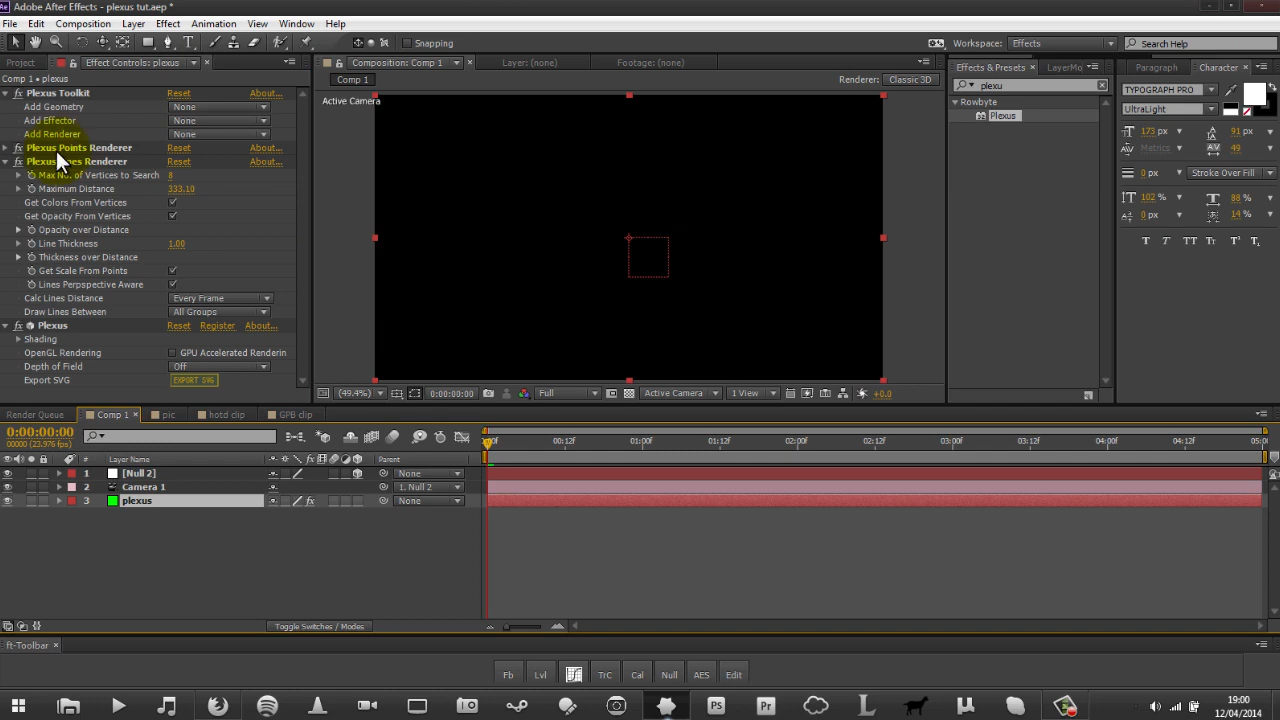 Adobe After Effects - plexus tut.aep *
File Edit Composition Layer Effect Animation View Window Help
Snapping Workspace: Effects Search Help
Project Effect Controls: plexus Composition: Comp 1 Layer: (none) Footage: (none) Effects & Presets LayerMo Paragraph Character
Comp 1 • plexus Comp 1 Renderer: Classic 3D plexu TYPOGRAPH PRO
Plexus Toolkit Reset About... Active Camera Rowbyte UltraLight
Add Geometry None Plexus
Add Effector None
Add Renderer None 173 px 91 px
Plexus Points Renderer Reset About... Metrics 49
Renderer Reset About...
of Vertices to Search 8 0 px Stroke Over Fill
Maximum Distance 333.10 102 % 88 %
Get Colors From Vertices
Get Opacity From Vertices 0 px 14 %
Opacity over Distance
Line Thickness 1.00 T T TT Tt T T
Thickness over Distance
Get Scale From Points
Lines Perpspective Aware
Calc Lines Distance Every Frame
Draw Lines Between All Groups
Plexus Reset Register About...
Shading
OpenGL Rendering GPU Accelerated Renderin
Depth of Field Off
Export SVG EXPORT SVG (49.4%) 0:00:00:00 Full Active Camera 1 View +0.0
Render Queue Comp 1 pic hotd clip GPB clip
0:00:00:00
00000 (23.976 fps) :00f 00:12f 01:00f 01:12f 02:00f 02:12f 03:00f 03:12f 04:00f 04:12f 05:00
# Layer Name Parent
1 [Null 2] None
2 Camera 1 1. Null 2
3 plexus None
Toggle Switches / Modes
ft-Toolbar
Fb Lvl TrC Cal Null AES Edit
19:00
12/04/2014